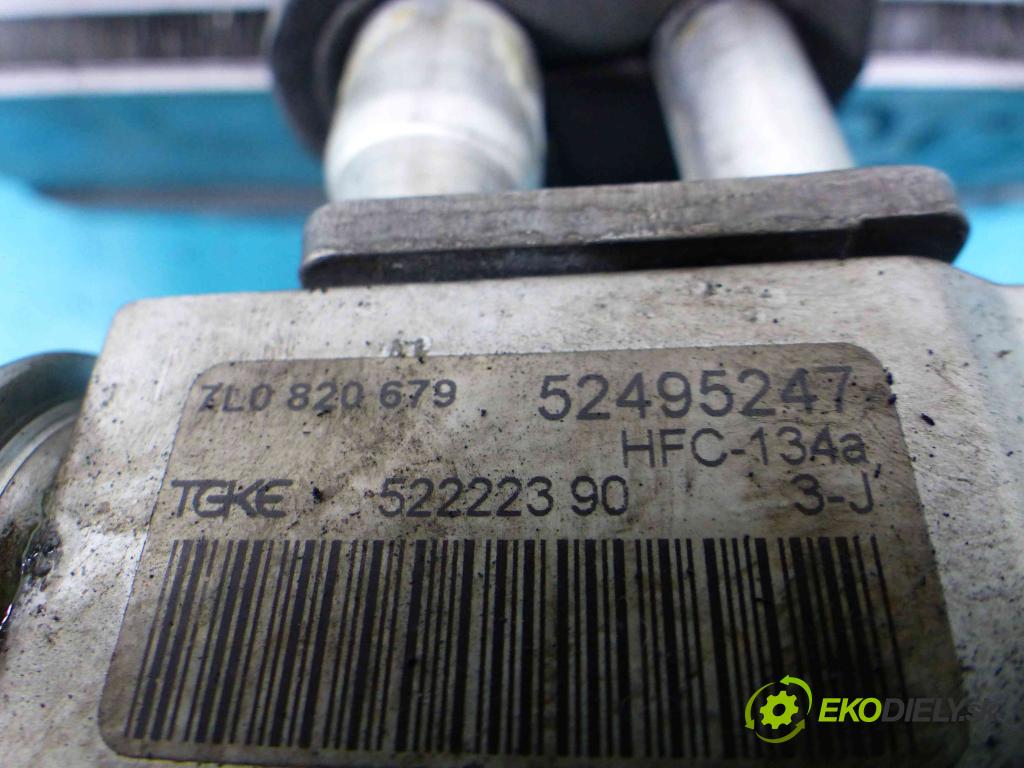 7L0 820 679 52495247
HFC-134a
TGKE 522223 90 3-J
EKODIELY.SK